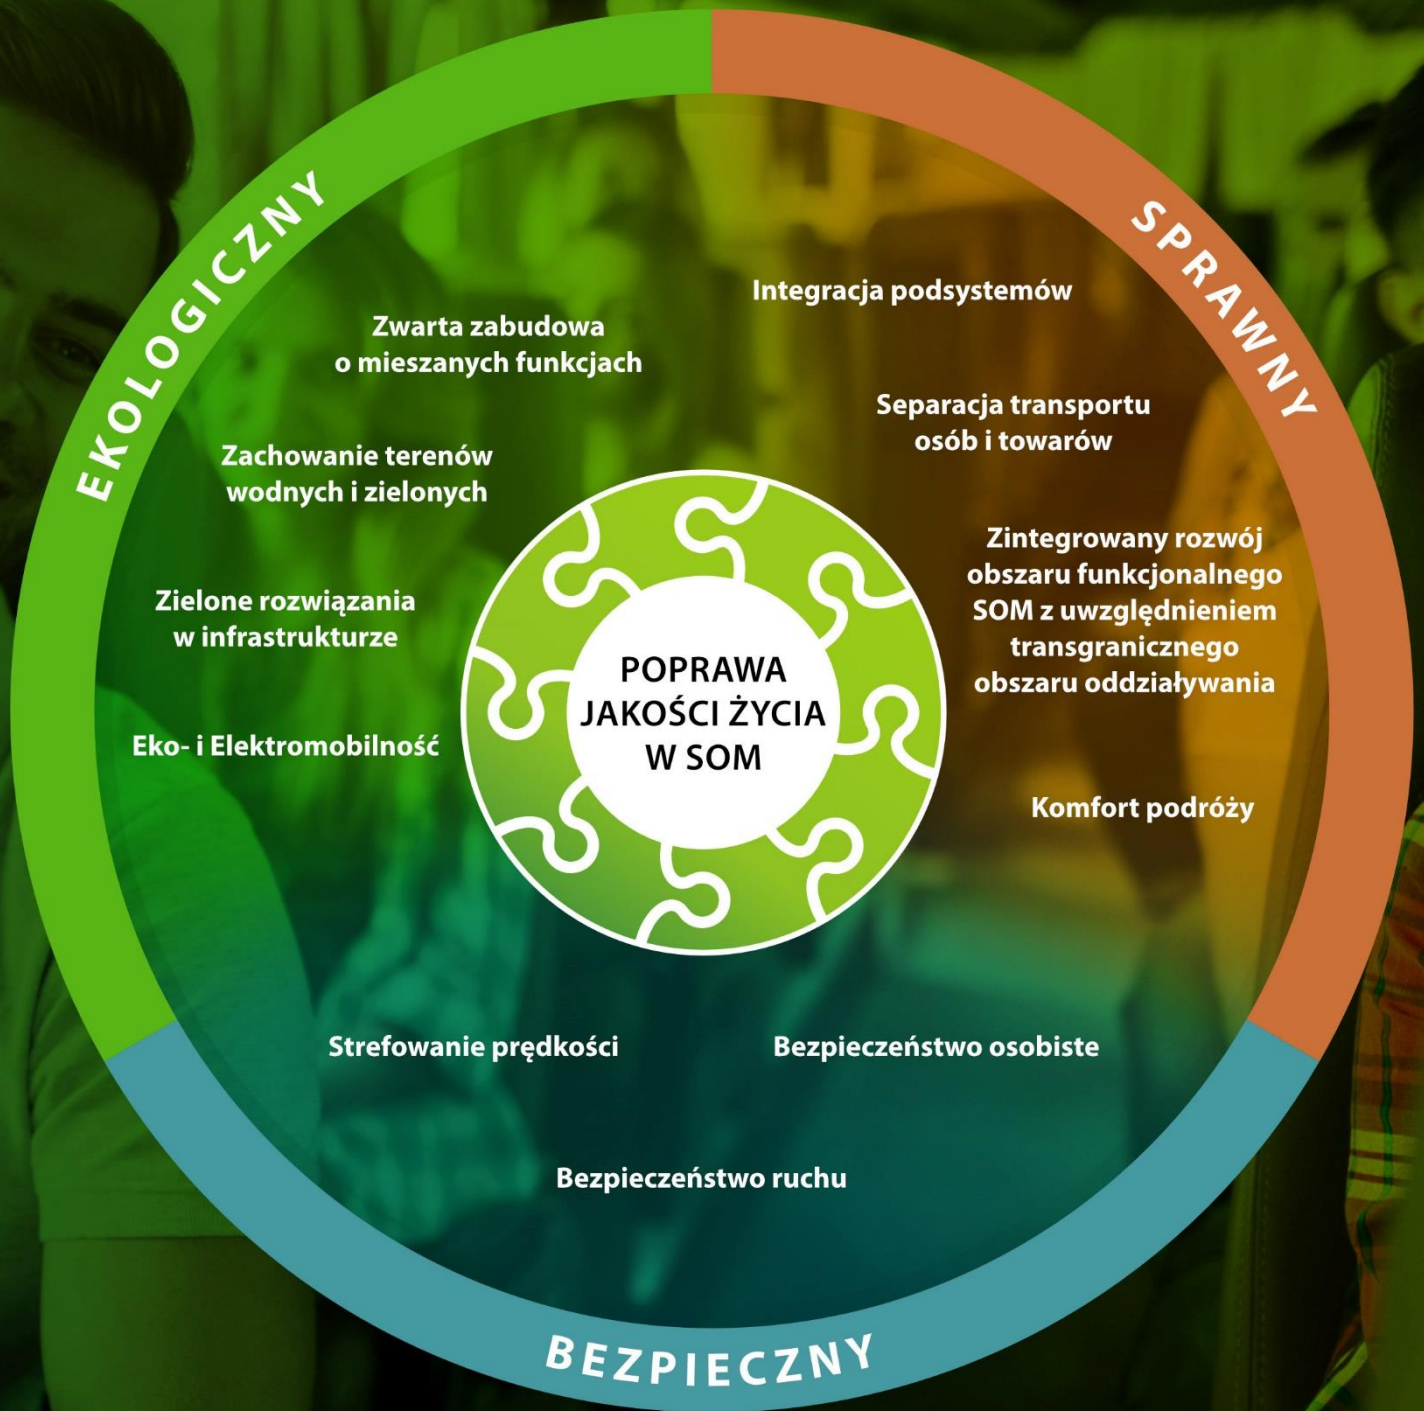 EKOLOGICZNY
Zwarta zabudowa
o mieszanych funkcjach
Zachowanie terenów
wodnych i zielonych
Zielone rozwiązania
w infrastrukturze
Eko- i Elektromobilność
SPRAWNY
Integracja podsystemów
Separacja transportu
osób i towarów
Zintegrowany rozwój
obszaru funkcjonalnego
SOM z uwzględnieniem
transgranicznego
obszaru oddziaływania
Komfort podróży
POPRAWA
JAKOŚCI ŻYCIA
W SOM
Strefowanie prędkości
Bezpieczeństwo osobiste
Bezpieczeństwo ruchu
BEZPIECZNY